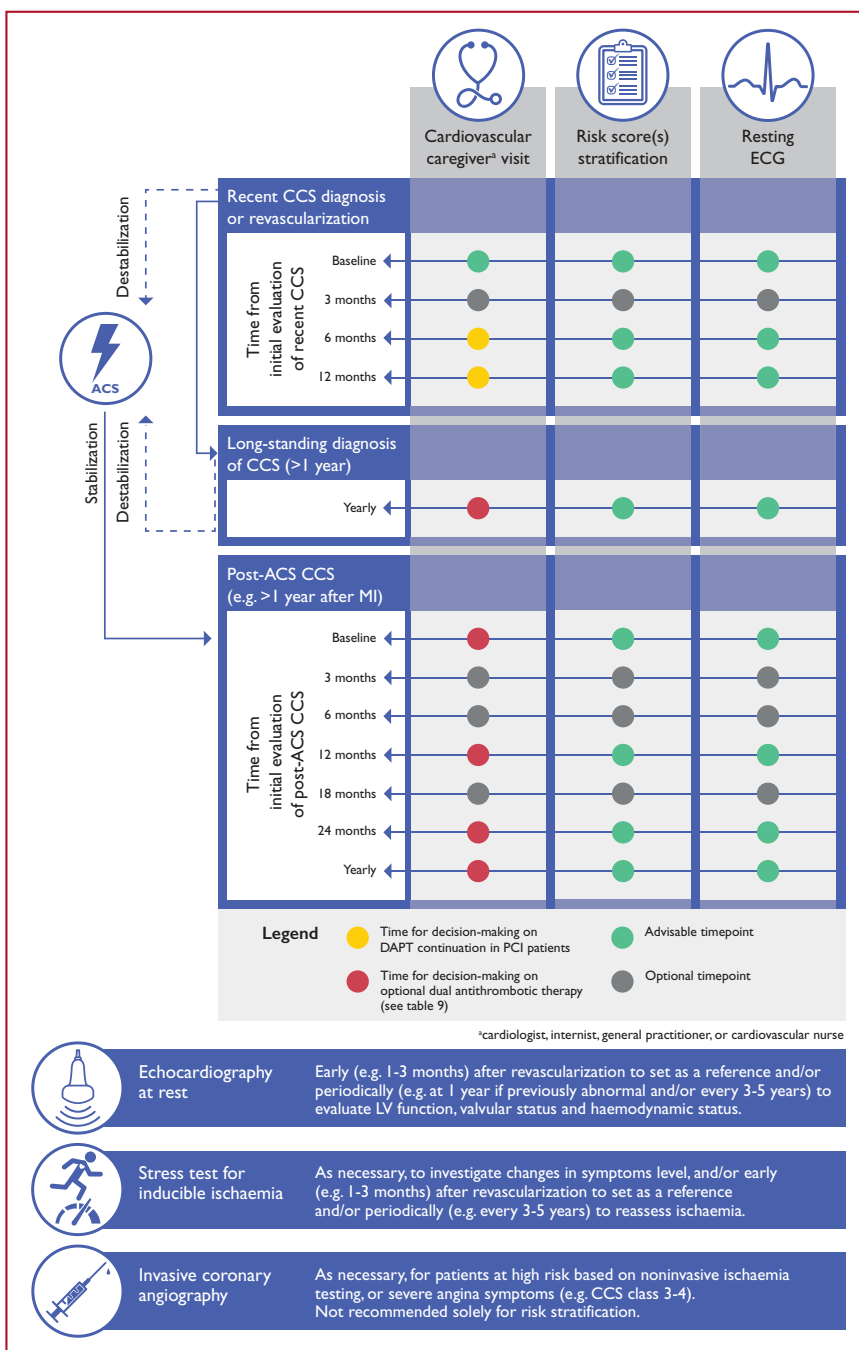 Cardiovascular
caregiverᵃ visit
Risk score(s)
stratification
Resting
ECG
Recent CCS diagnosis
or revascularization
Destabilization
Time from
initial evaluation
of recent CCS
Baseline
3 months
6 months
12 months
ACS
Long-standing diagnosis
of CCS (>1 year)
Stabilization
Destabilization
Yearly
Post-ACS CCS
(e.g. >1 year after MI)
Time from
initial evaluation
of post-ACS CCS
Baseline
3 months
6 months
12 months
18 months
24 months
Yearly
Legend
Time for decision-making on
DAPT continuation in PCI patients
Advisable timepoint
Time for decision-making on
optional dual antithrombotic therapy
(see table 9)
Optional timepoint
ᵃcardiologist, internist, general practitioner, or cardiovascular nurse
Echocardiography
at rest
Early (e.g. 1-3 months) after revascularization to set as a reference and/or
periodically (e.g. at 1 year if previously abnormal and/or every 3-5 years) to
evaluate LV function, valvular status and haemodynamic status.
Stress test for
inducible ischaemia
As necessary, to investigate changes in symptoms level, and/or early
(e.g. 1-3 months) after revascularization to set as a reference
and/or periodically (e.g. every 3-5 years) to reassess ischaemia.
Invasive coronary
angiography
As necessary, for patients at high risk based on noninvasive ischaemia
testing, or severe angina symptoms (e.g. CCS class 3-4).
Not recommended solely for risk stratification.